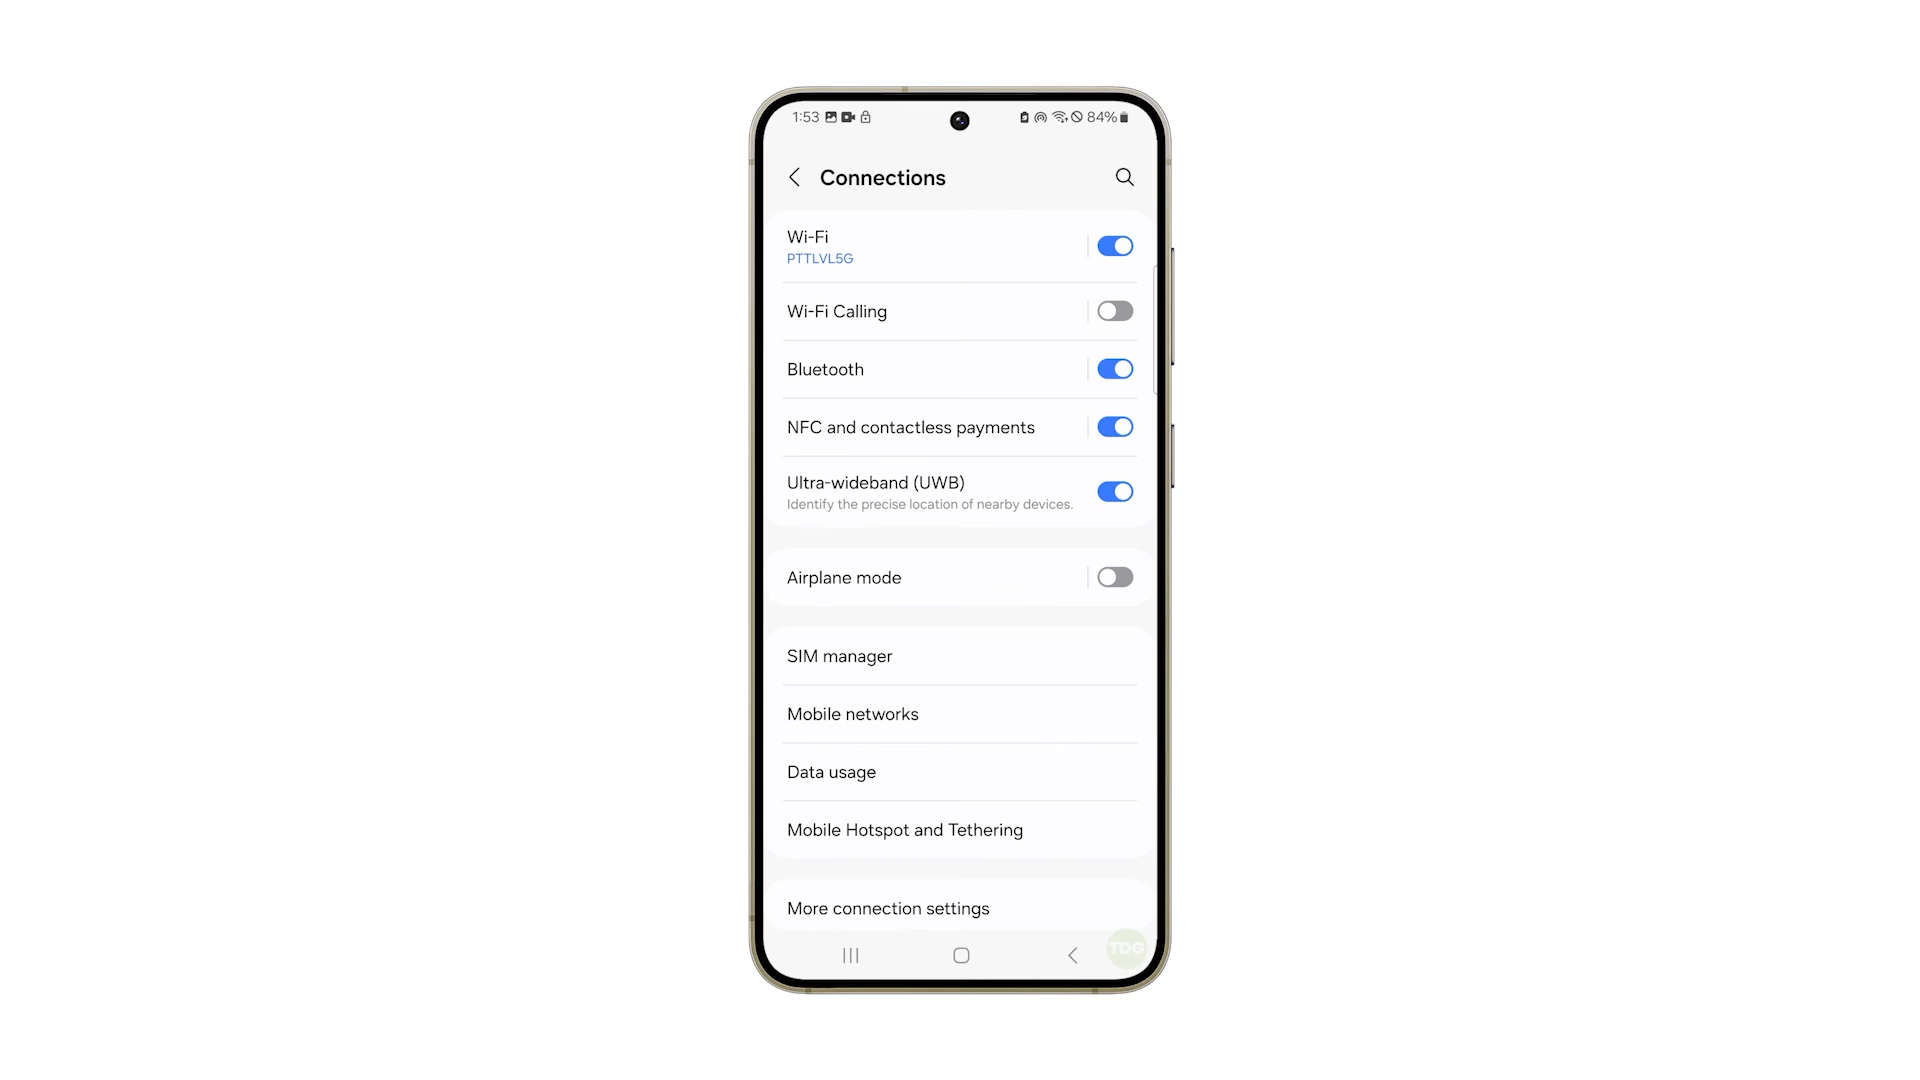 1:53
84%
Connections
Wi-Fi
PTTLVL5G
Wi-Fi Calling
Bluetooth
NFC and contactless payments
Ultra-wideband (UWB)
Identify the precise location of nearby devices.
Airplane mode
SIM manager
Mobile networks
Data usage
Mobile Hotspot and Tethering
More connection settings
TDG